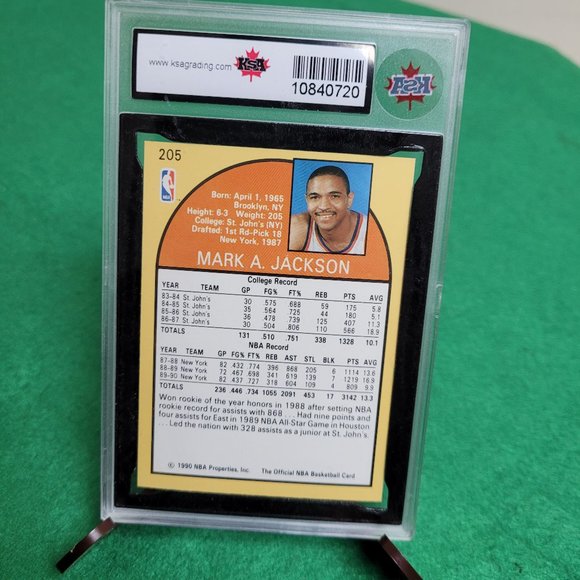 www.ksagrading.com
KSA
10840720
KSA
205
NBA
Born: April 1, 1965
Brooklyn, NY
Height: 6-3 Weight: 205
College: St. John's (NY)
Drafted: 1st Rd-Pick 18
New York, 1987
MARK A. JACKSON
College Record
YEAR TEAM GP FG% FT% REB PTS AVG
83-84 St. John's 30 .575 .688 59 175 5.8
84-85 St. John's 35 .564 .725 44 180 5.1
85-86 St. John's 36 .478 .739 125 407 11.3
86-87 St. John's 30 .504 .806 110 566 18.9
TOTALS 131 .510 .751 338 1328 10.1
NBA Record
YEAR TEAM GP FG% FT% REB AST STL BLK PTS AVG
87-88 New York 82 .432 .774 396 868 205 6 1114 13.6
88-89 New York 72 .467 .698 341 619 139 7 1219 16.9
89-90 New York 82 .437 .727 318 604 109 4 809 9.9
TOTALS 236 .446 .734 1055 2091 453 17 3142 13.3
Won rookie of the year honors in 1988 after setting NBA
rookie record for assists with 868 . . . Had nine points and
four assists for East in 1989 NBA All-Star Game in Houston
. . . Led the nation with 328 assists as a junior at St. John's.
© 1990 NBA Properties, Inc. The Official NBA Basketball Card